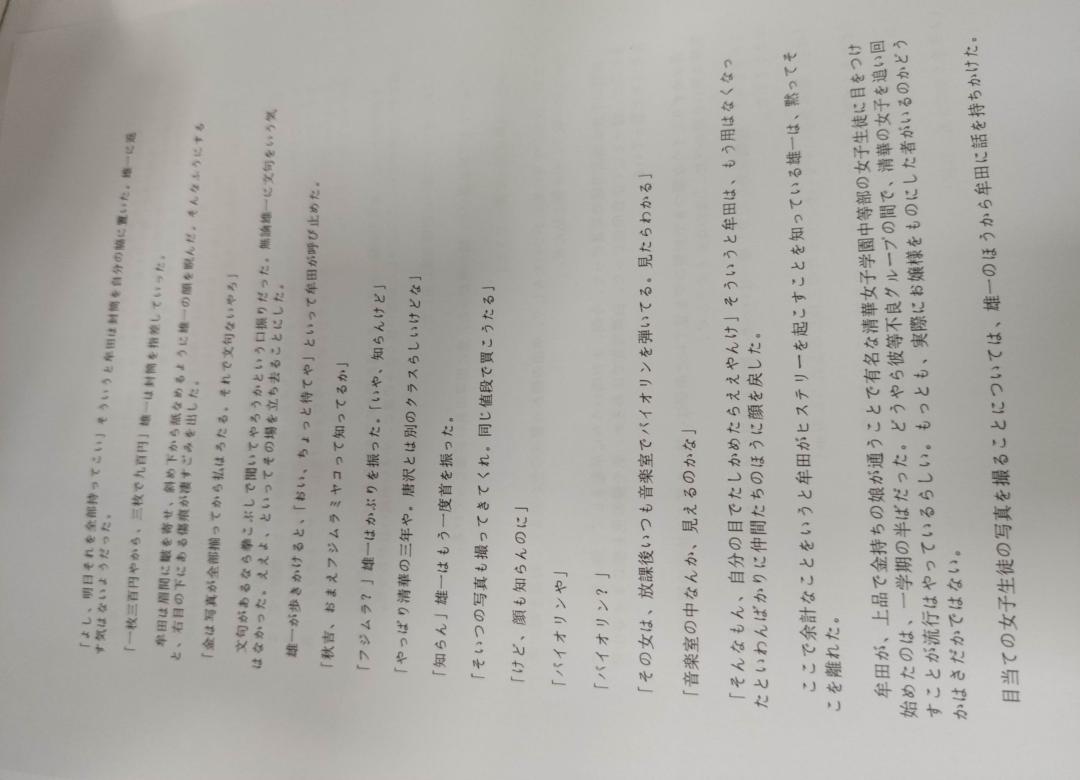 「よし、明日それを全部持ってこい」そういうと牟田は封筒を自分の脇に置いた。雄一に返
す気はないようだった。
「一枚三百円やから、三枚で九百円」雄一は封筒を指差していった。
牟田は眉間に皺を寄せ、斜め下から舐なめるように雄一の顔を睨んだ。そんなふうにする
と、右目の下にある傷痕が凄すごみを出した。
「金は写真が全部揃ってから払はろたる。それで文句ないやろ」
文句があるなら拳こぶしで聞いてやろうかという口振りだった。無論雄一に文句をいう気
はなかった。ええよ、といってその場を立ち去ることにした。
雄一が歩きかけると、「おい、ちょっと待てや」といって牟田が呼び止めた。
「秋吉、おまえフジムラミヤコって知ってるか」
「フジムラ？」雄一はかぶりを振った。「いや、知らんけど」
「やっぱり清華の三年や。唐沢とは別のクラスらしいけどな」
「知らん」雄一はもう一度首を振った。
「そいつの写真も撮ってきてくれ。同じ値段で買こうたる」
「けど、顔も知らんのに」
「バイオリンや」
「バイオリン？」
「その女は、放課後いつも音楽室でバイオリンを弾いてる。見たらわかる」
「音楽室の中なんか、見えるのかな」
「そんなもん、自分の目でたしかめたらええやんけ」そういうと牟田は、もう用はなくなっ
たといわんばかりに仲間たちのほうに顔を戻した。
ここで余計なことをいうと牟田がヒステリーを起こすことを知っている雄一は、黙ってそ
こを離れた。
牟田が、上品で金持ちの娘が通うことで有名な清華女子学園中等部の女子生徒に目をつけ
始めたのは、一学期の半ばだった。どうやら彼等不良グループの間で、清華の女子を追い回
すことが流行はやっているらしい。もっとも、実際にお嬢様をものにした者がいるのかどう
かはさだかではない。
目当ての女子生徒の写真を撮ることについては、雄一のほうから牟田に話を持ちかけた。